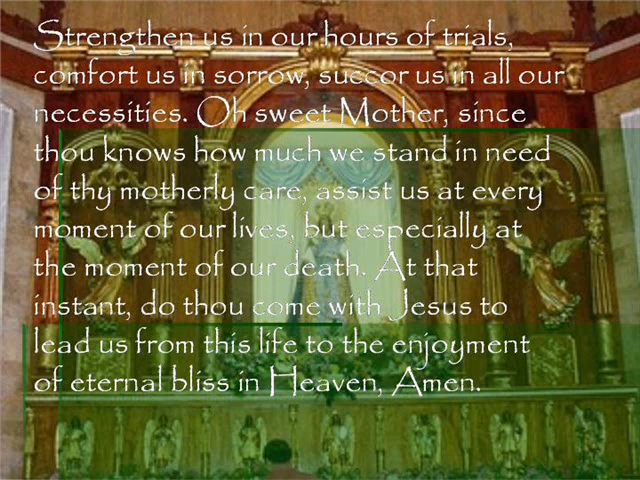 Strengthen us in our hours of trials,
comfort us in sorrow, succor us in all our
necessities. Oh sweet Mother, since
thou knows how much we stand in need
of thy motherly care, assist us at every
moment of our lives, but especially at
the moment of our death. At that
instant, do thou come with Jesus to
lead us from this life to the enjoyment
of eternal bliss in Heaven, Amen.